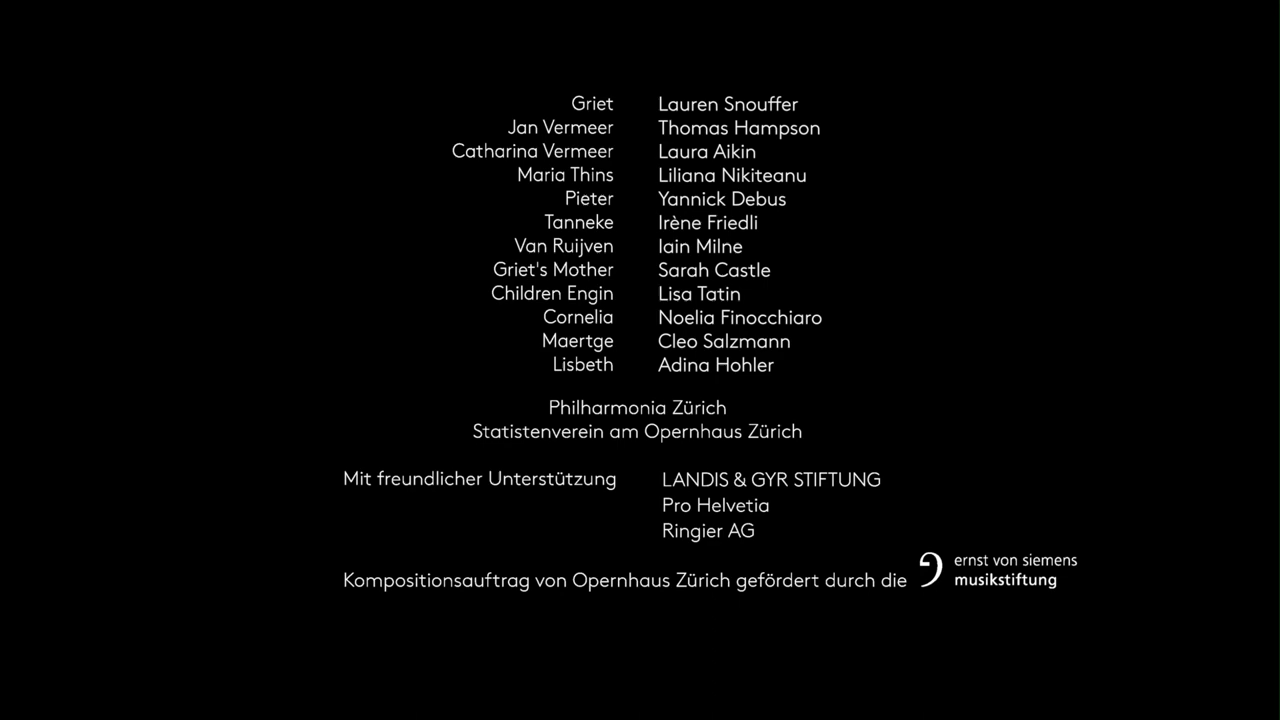 Griet Lauren Snouffer
Jan Vermeer Thomas Hampson
Catharina Vermeer Laura Aikin
Maria Thins Liliana Nikiteanu
Pieter Yannick Debus
Tanneke Irène Friedli
Van Ruijven Iain Milne
Griet's Mother Sarah Castle
Children Engin Lisa Tatin
Cornelia Noelia Finocchiaro
Maertge Cleo Salzmann
Lisbeth Adina Hohler
Philharmonia Zürich
Statistenverein am Opernhaus Zürich
Mit freundlicher Unterstützung LANDIS & GYR STIFTUNG
Pro Helvetia
Ringier AG
Kompositionsauftrag von Opernhaus Zürich gefördert durch die
ernst von siemens
musikstiftung